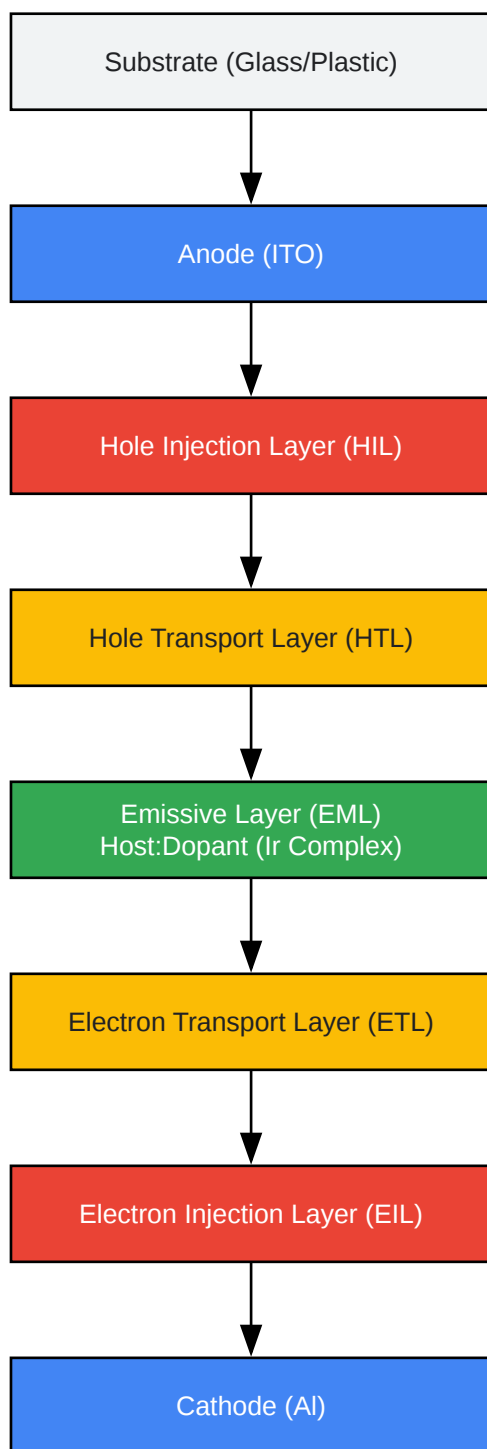 Substrate (Glass/Plastic)
Anode (ITO)
Hole Injection Layer (HIL)
Hole Transport Layer (HTL)
Emissive Layer (EML)
Host:Dopant (Ir Complex)
Electron Transport Layer (ETL)
Electron Injection Layer (EIL)
Cathode (Al)